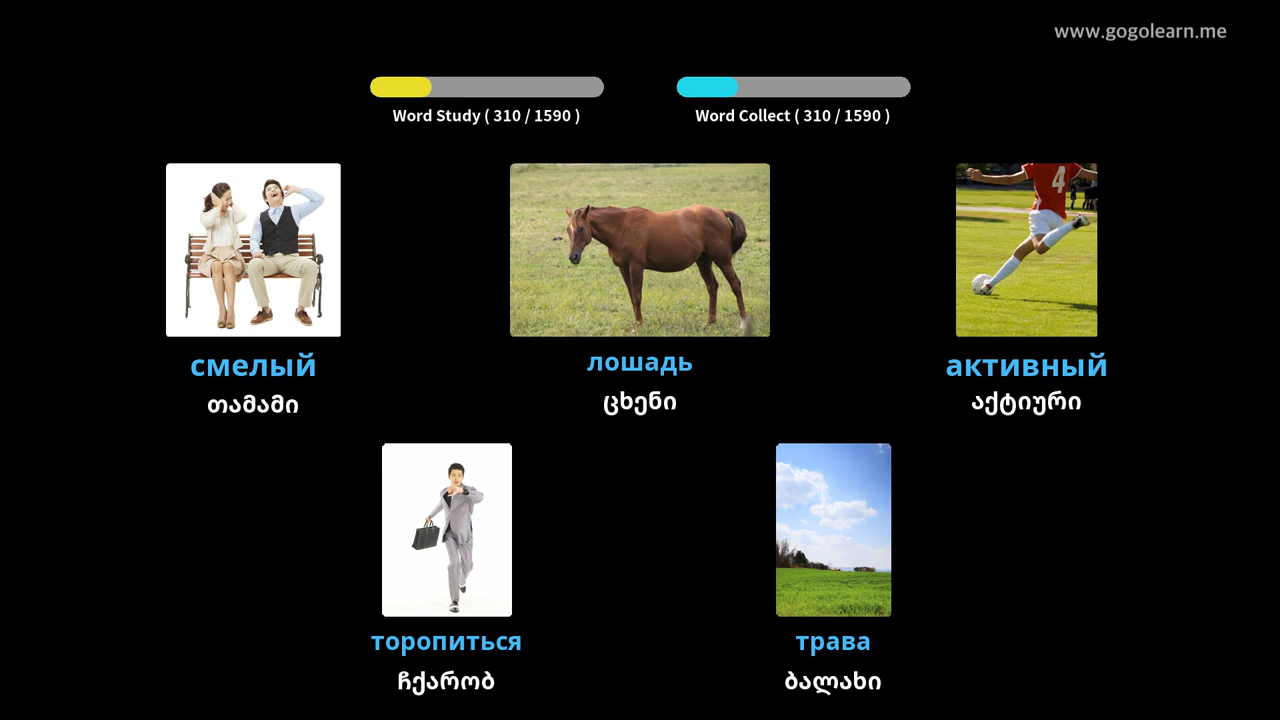 www.gogolearn.me
Word Study ( 310 / 1590 )
Word Collect ( 310 / 1590 )
4
смелый
თამამი
лошадь
ცხენი
активный
აქტიური
торопиться
ჩქარობ
трава
ბალახი